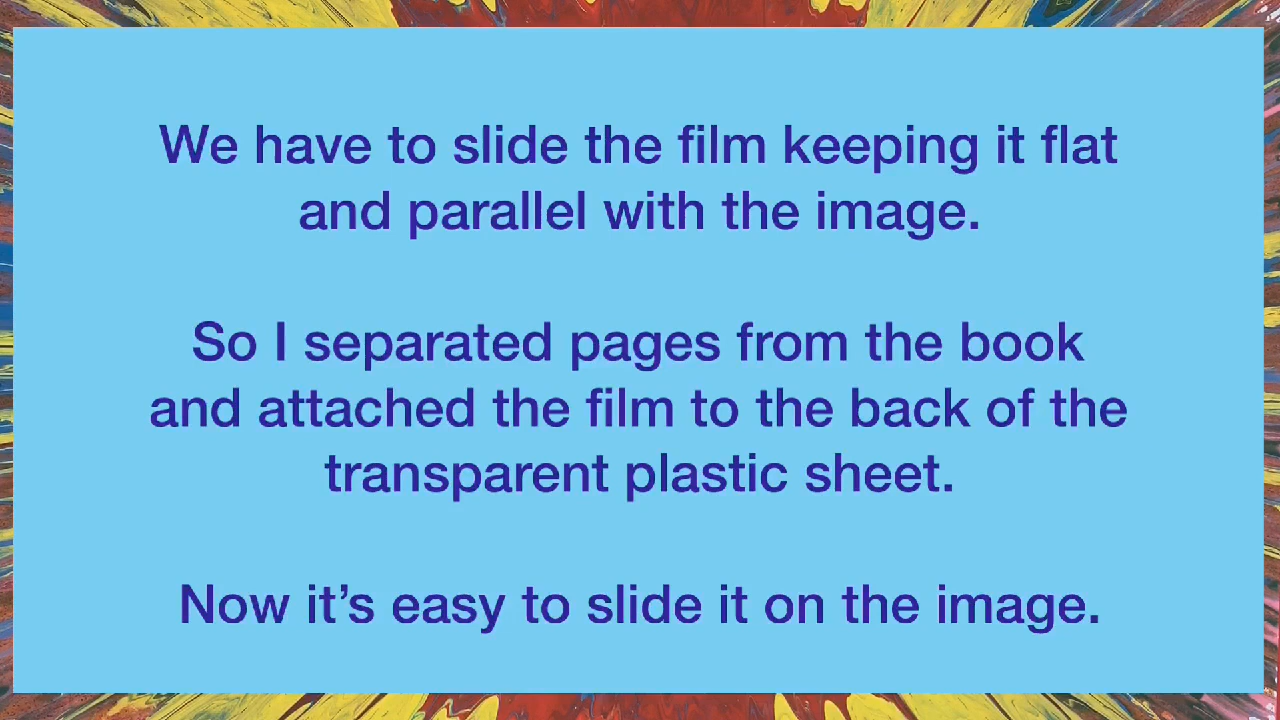 We have to slide the film keeping it flat
and parallel with the image.
So I separated pages from the book
and attached the film to the back of the
transparent plastic sheet.
Now it’s easy to slide it on the image.